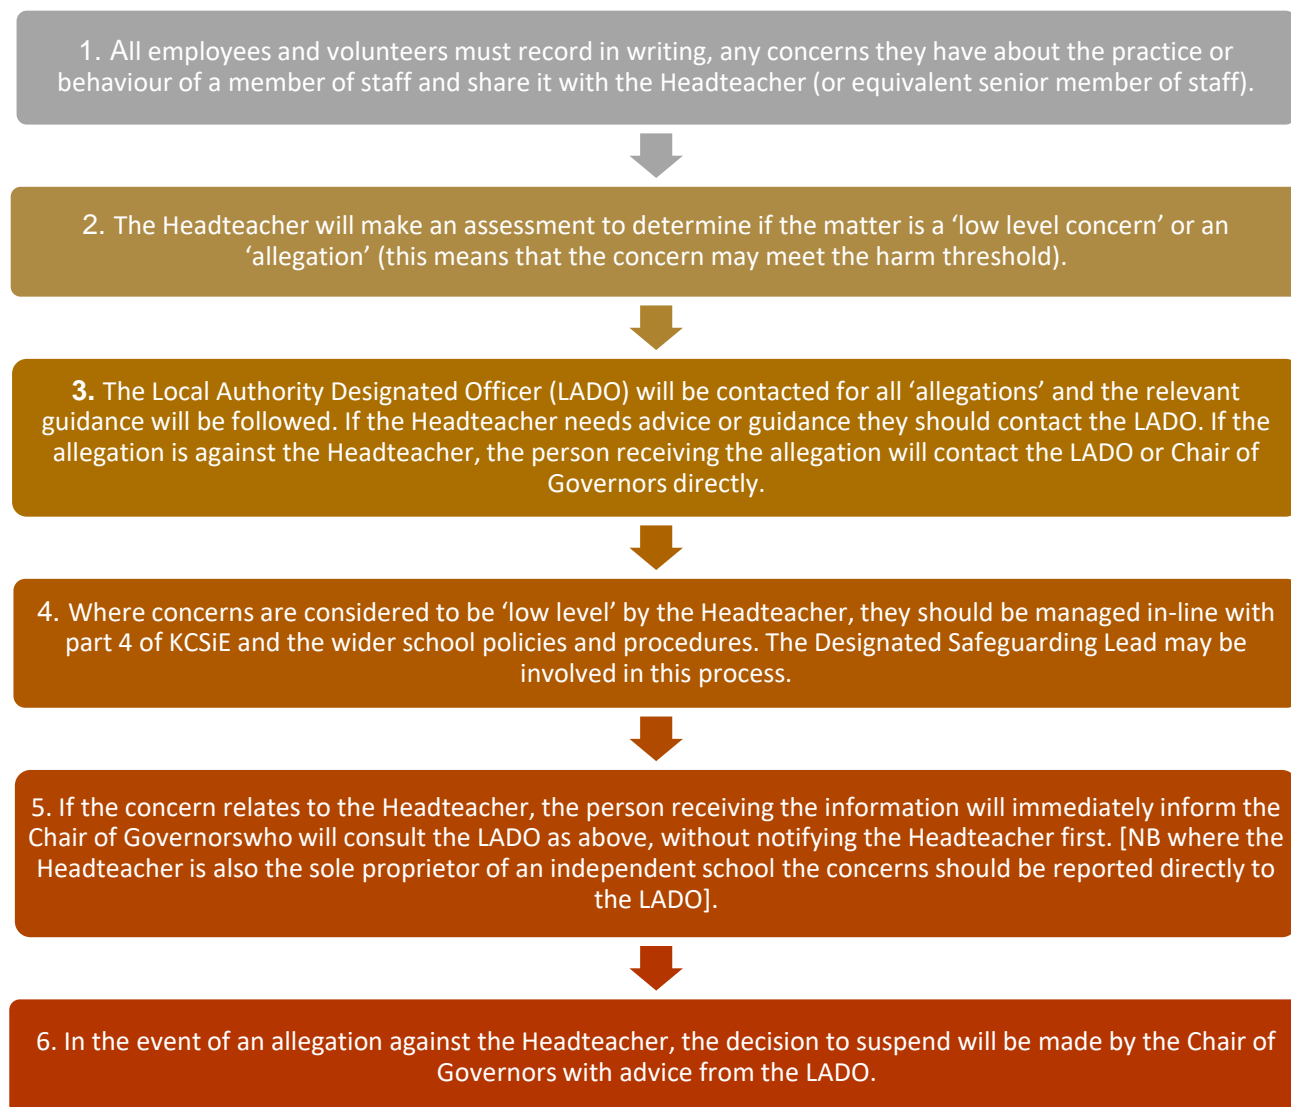 1. All employees and volunteers must record in writing, any concerns they have about the practice or
behaviour of a member of staff and share it with the Headteacher (or equivalent senior member of staff).
2. The Headteacher will make an assessment to determine if the matter is a ‘low level concern’ or an
‘allegation’ (this means that the concern may meet the harm threshold).
3. The Local Authority Designated Officer (LADO) will be contacted for all ‘allegations’ and the relevant
guidance will be followed. If the Headteacher needs advice or guidance they should contact the LADO. If the
allegation is against the Headteacher, the person receiving the allegation will contact the LADO or Chair of
Governors directly.
4. Where concerns are considered to be ‘low level’ by the Headteacher, they should be managed in-line with
part 4 of KCSiE and the wider school policies and procedures. The Designated Safeguarding Lead may be
involved in this process.
5. If the concern relates to the Headteacher, the person receiving the information will immediately inform the
Chair of Governorswho will consult the LADO as above, without notifying the Headteacher first. [NB where the
Headteacher is also the sole proprietor of an independent school the concerns should be reported directly to
the LADO].
6. In the event of an allegation against the Headteacher, the decision to suspend will be made by the Chair of
Governors with advice from the LADO.